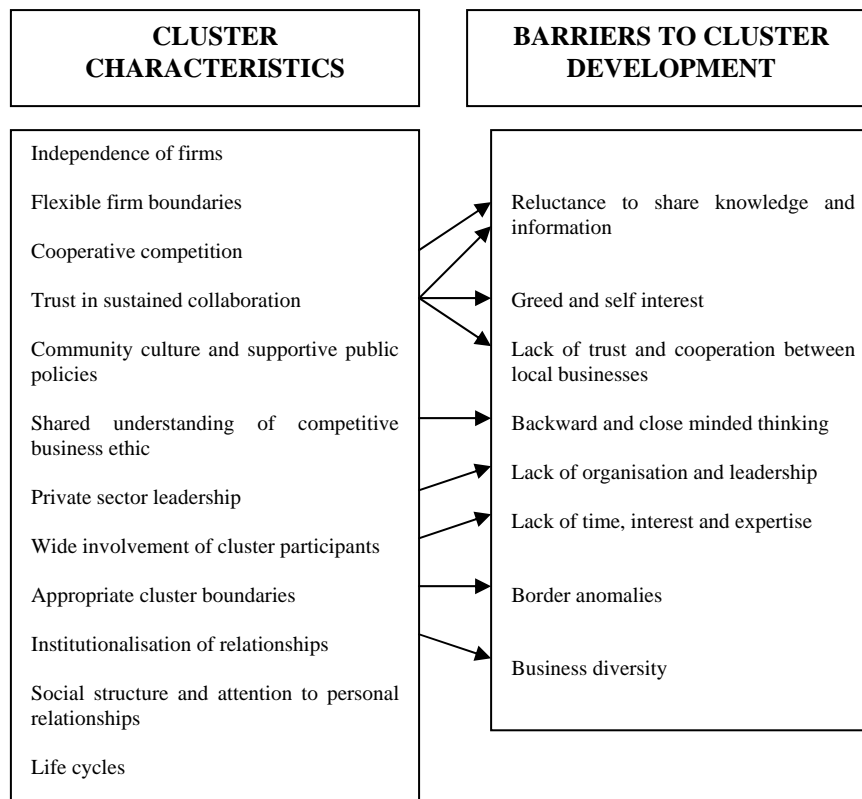 CLUSTER
CHARACTERISTICS
BARRIERS TO CLUSTER
DEVELOPMENT
Independence of firms
Flexible firm boundaries
Cooperative competition
Trust in sustained collaboration
Community culture and supportive public
policies
Shared understanding of competitive
business ethic
Private sector leadership
Wide involvement of cluster participants
Appropriate cluster boundaries
Institutionalisation of relationships
Social structure and attention to personal
relationships
Life cycles
Reluctance to share knowledge and
information
Greed and self interest
Lack of trust and cooperation between
local businesses
Backward and close minded thinking
Lack of organisation and leadership
Lack of time, interest and expertise
Border anomalies
Business diversity